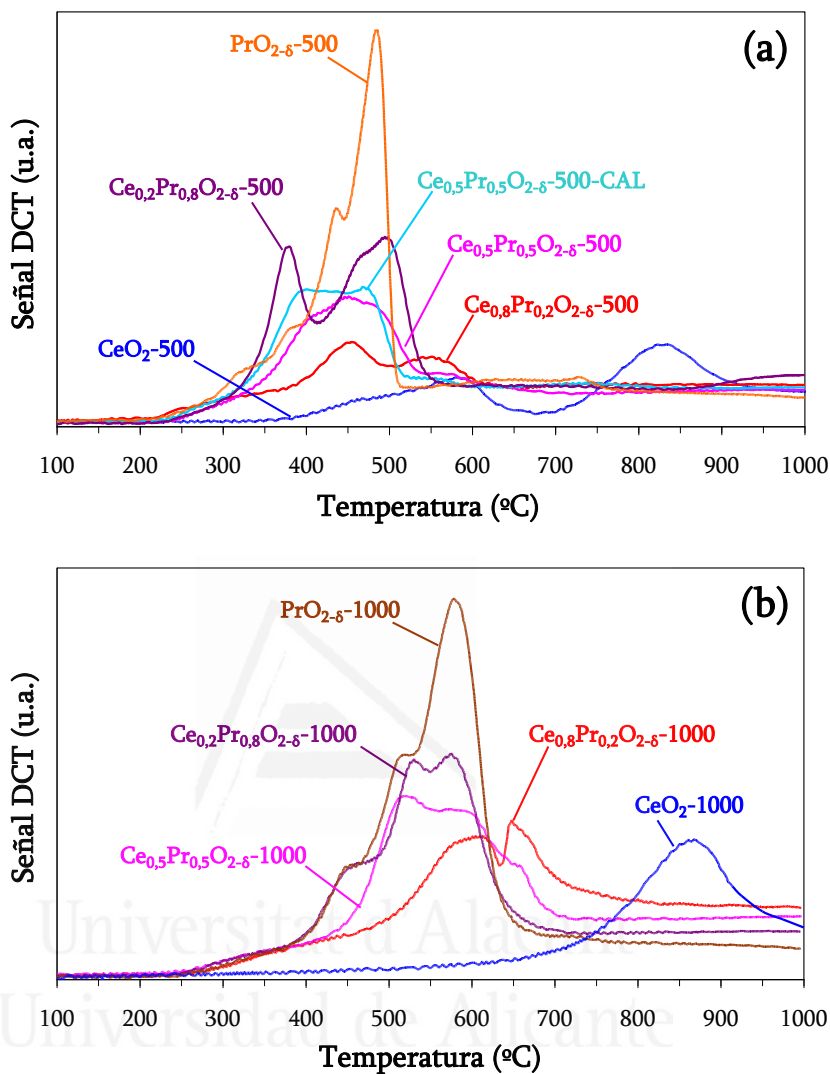 (a)
PrO₂₋δ-500
Ce₀,₂Pr₀,₈O₂₋δ-500
Ce₀,₅Pr₀,₅O₂₋δ-500-CAL
Ce₀,₅Pr₀,₅O₂₋δ-500
Ce₀,₈Pr₀,₂O₂₋δ-500
CeO₂-500
Señal DCT (u.a.)
100 200 300 400 500 600 700 800 900 1000
Temperatura (ºC)
(b)
PrO₂₋δ-1000
Ce₀,₂Pr₀,₈O₂₋δ-1000
Ce₀,₈Pr₀,₂O₂₋δ-1000
CeO₂-1000
Ce₀,₅Pr₀,₅O₂₋δ-1000
Señal DCT (u.a.)
Universitat d'Alacant
Universidad de Alicante
100 200 300 400 500 600 700 800 900 1000
Temperatura (ºC)